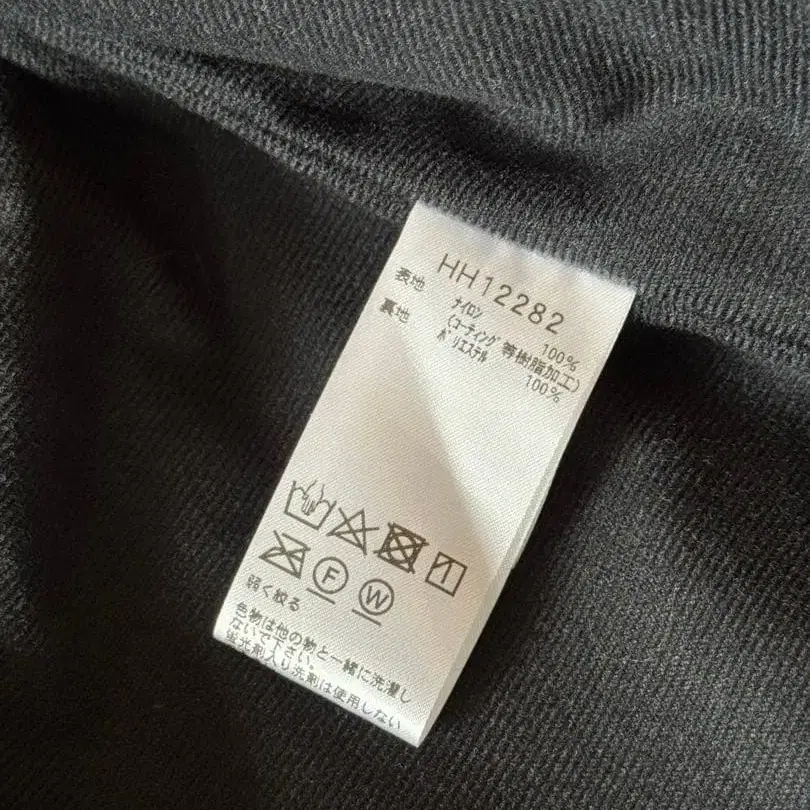 HH12282
表地 ナイロン 100%
(コーティング等樹脂加工)
裏地 ポリエステル 100%
F W
弱く絞る
色物は他の物と一緒に洗濯し
ないで下さい。
蛍光剤入り洗剤は使用しない